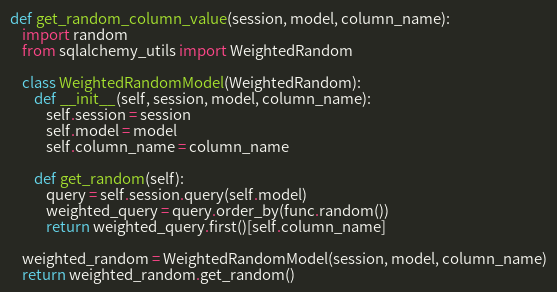 def get_random_column_value(session, model, column_name):
    import random
    from sqlalchemy_utils import WeightedRandom

    class WeightedRandomModel(WeightedRandom):
        def __init__(self, session, model, column_name):
            self.session = session
            self.model = model
            self.column_name = column_name

        def get_random(self):
            query = self.session.query(self.model)
            weighted_query = query.order_by(func.random())
            return weighted_query.first()[self.column_name]

    weighted_random = WeightedRandomModel(session, model, column_name)
    return weighted_random.get_random()